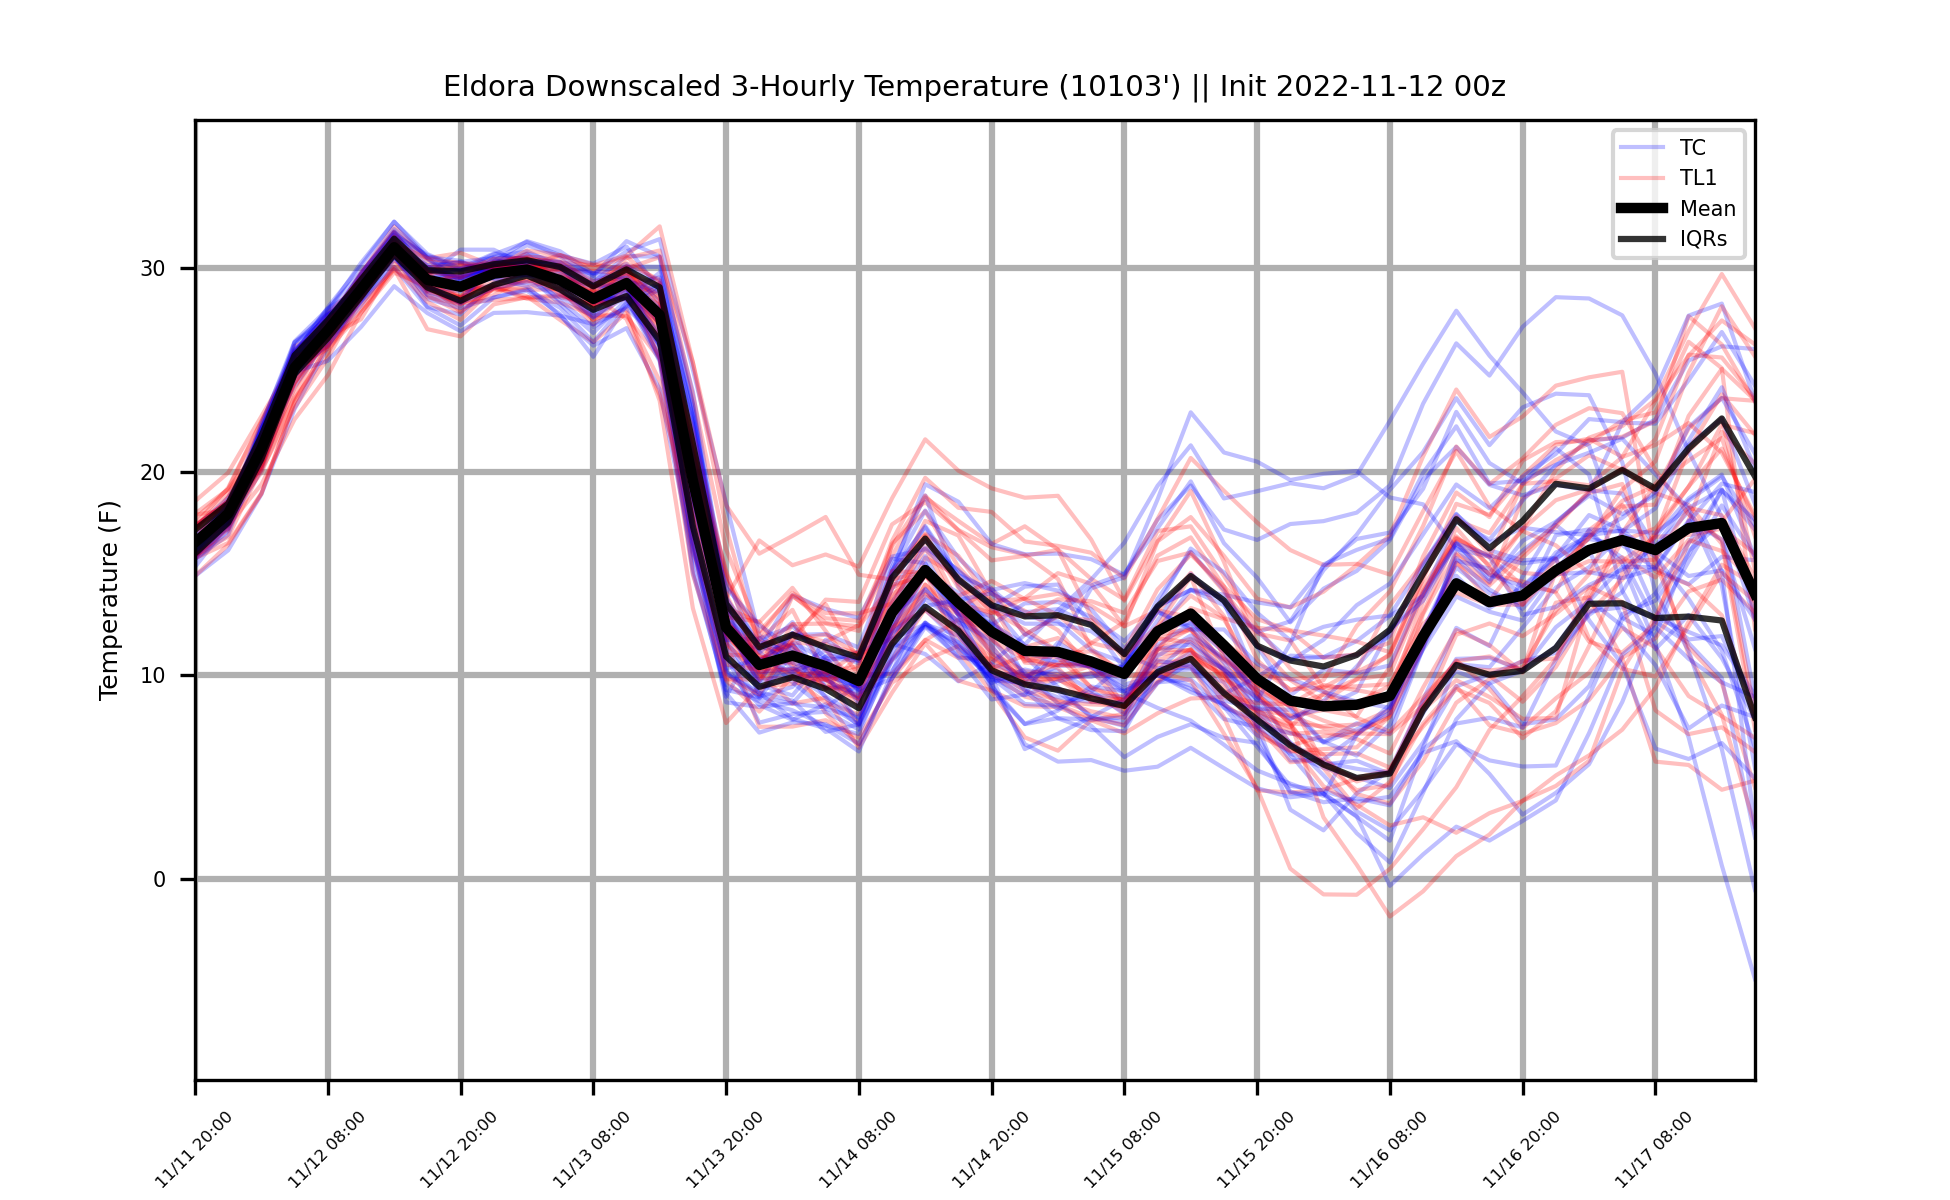 Eldora Downscaled 3-Hourly Temperature (10103') || Init 2022-11-12 00z
TC
TL1
Mean
IQRs
Temperature (F)
30
20
10
0
11/11 20:00
11/12 08:00
11/12 20:00
11/13 08:00
11/13 20:00
11/14 08:00
11/14 20:00
11/15 08:00
11/15 20:00
11/16 08:00
11/16 20:00
11/17 08:00